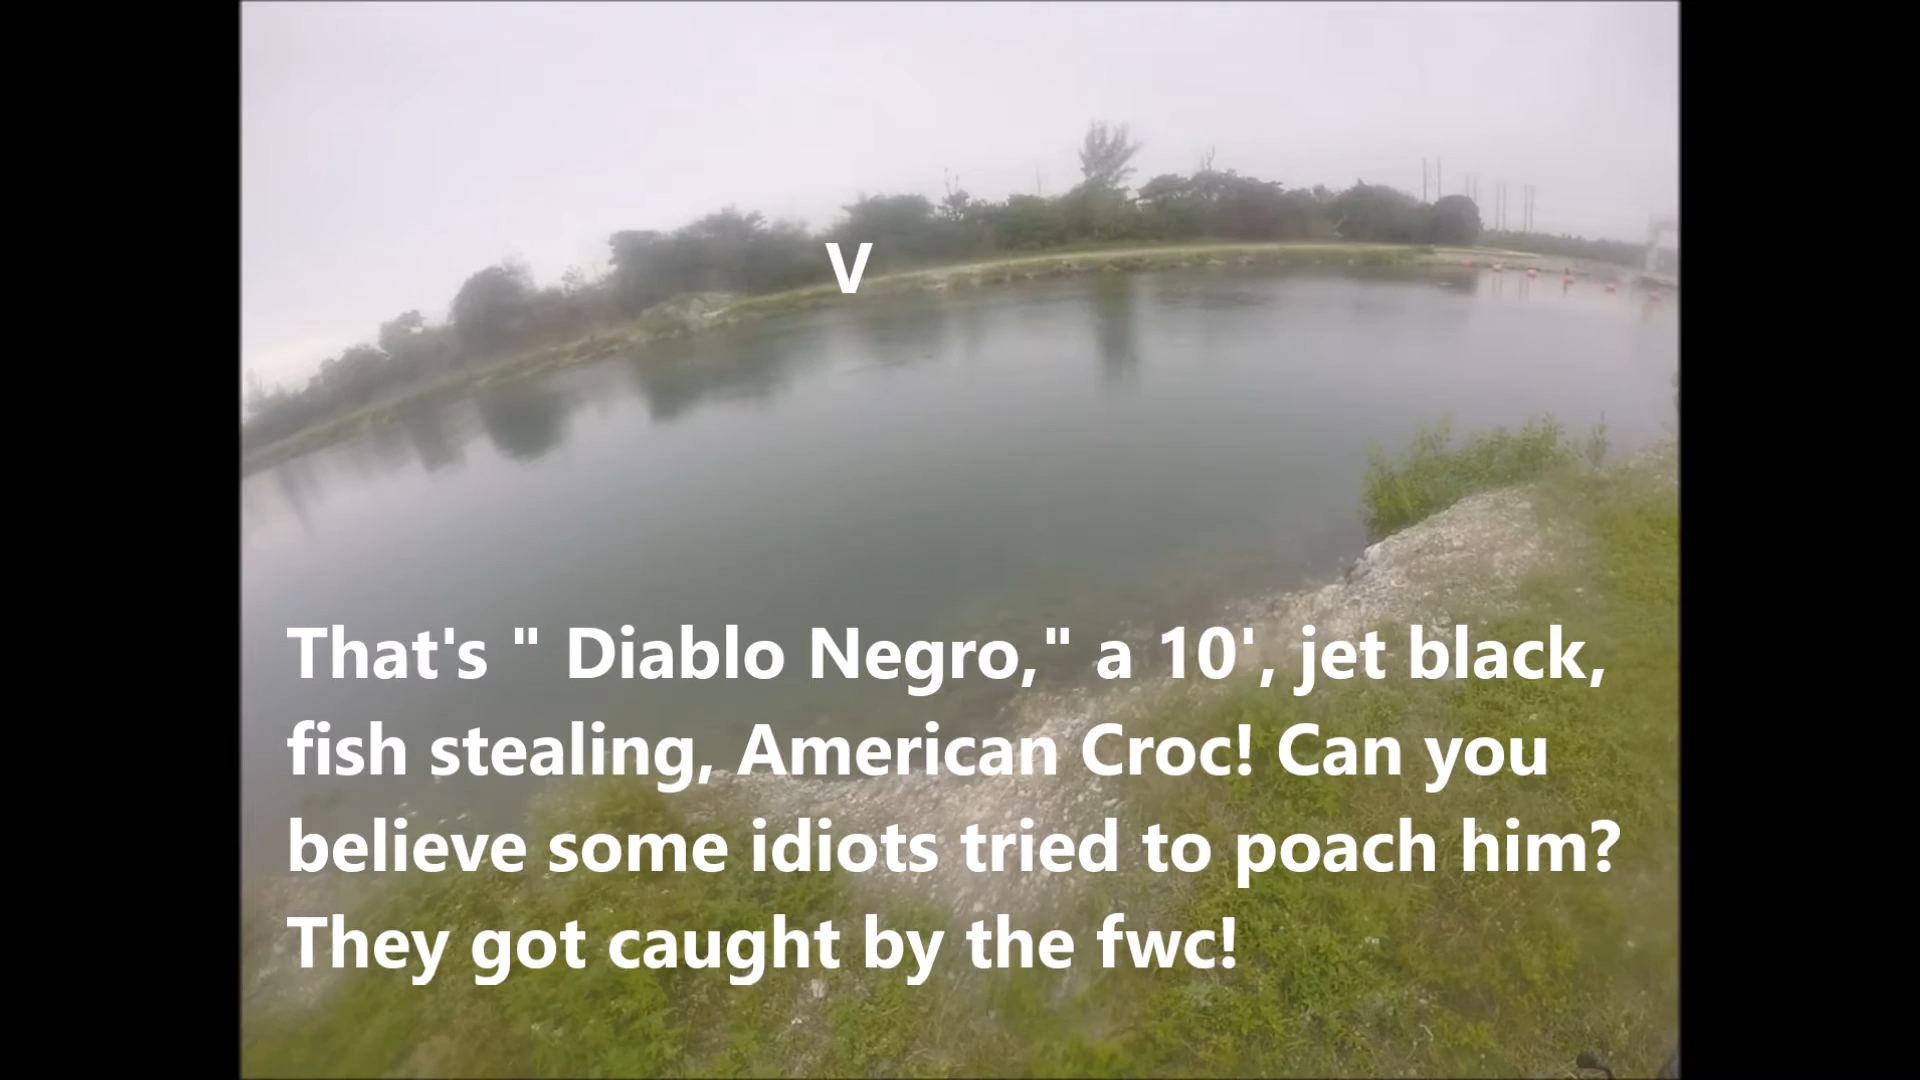 V
That's " Diablo Negro," a 10', jet black,
fish stealing, American Croc! Can you
believe some idiots tried to poach him?
They got caught by the fwc!